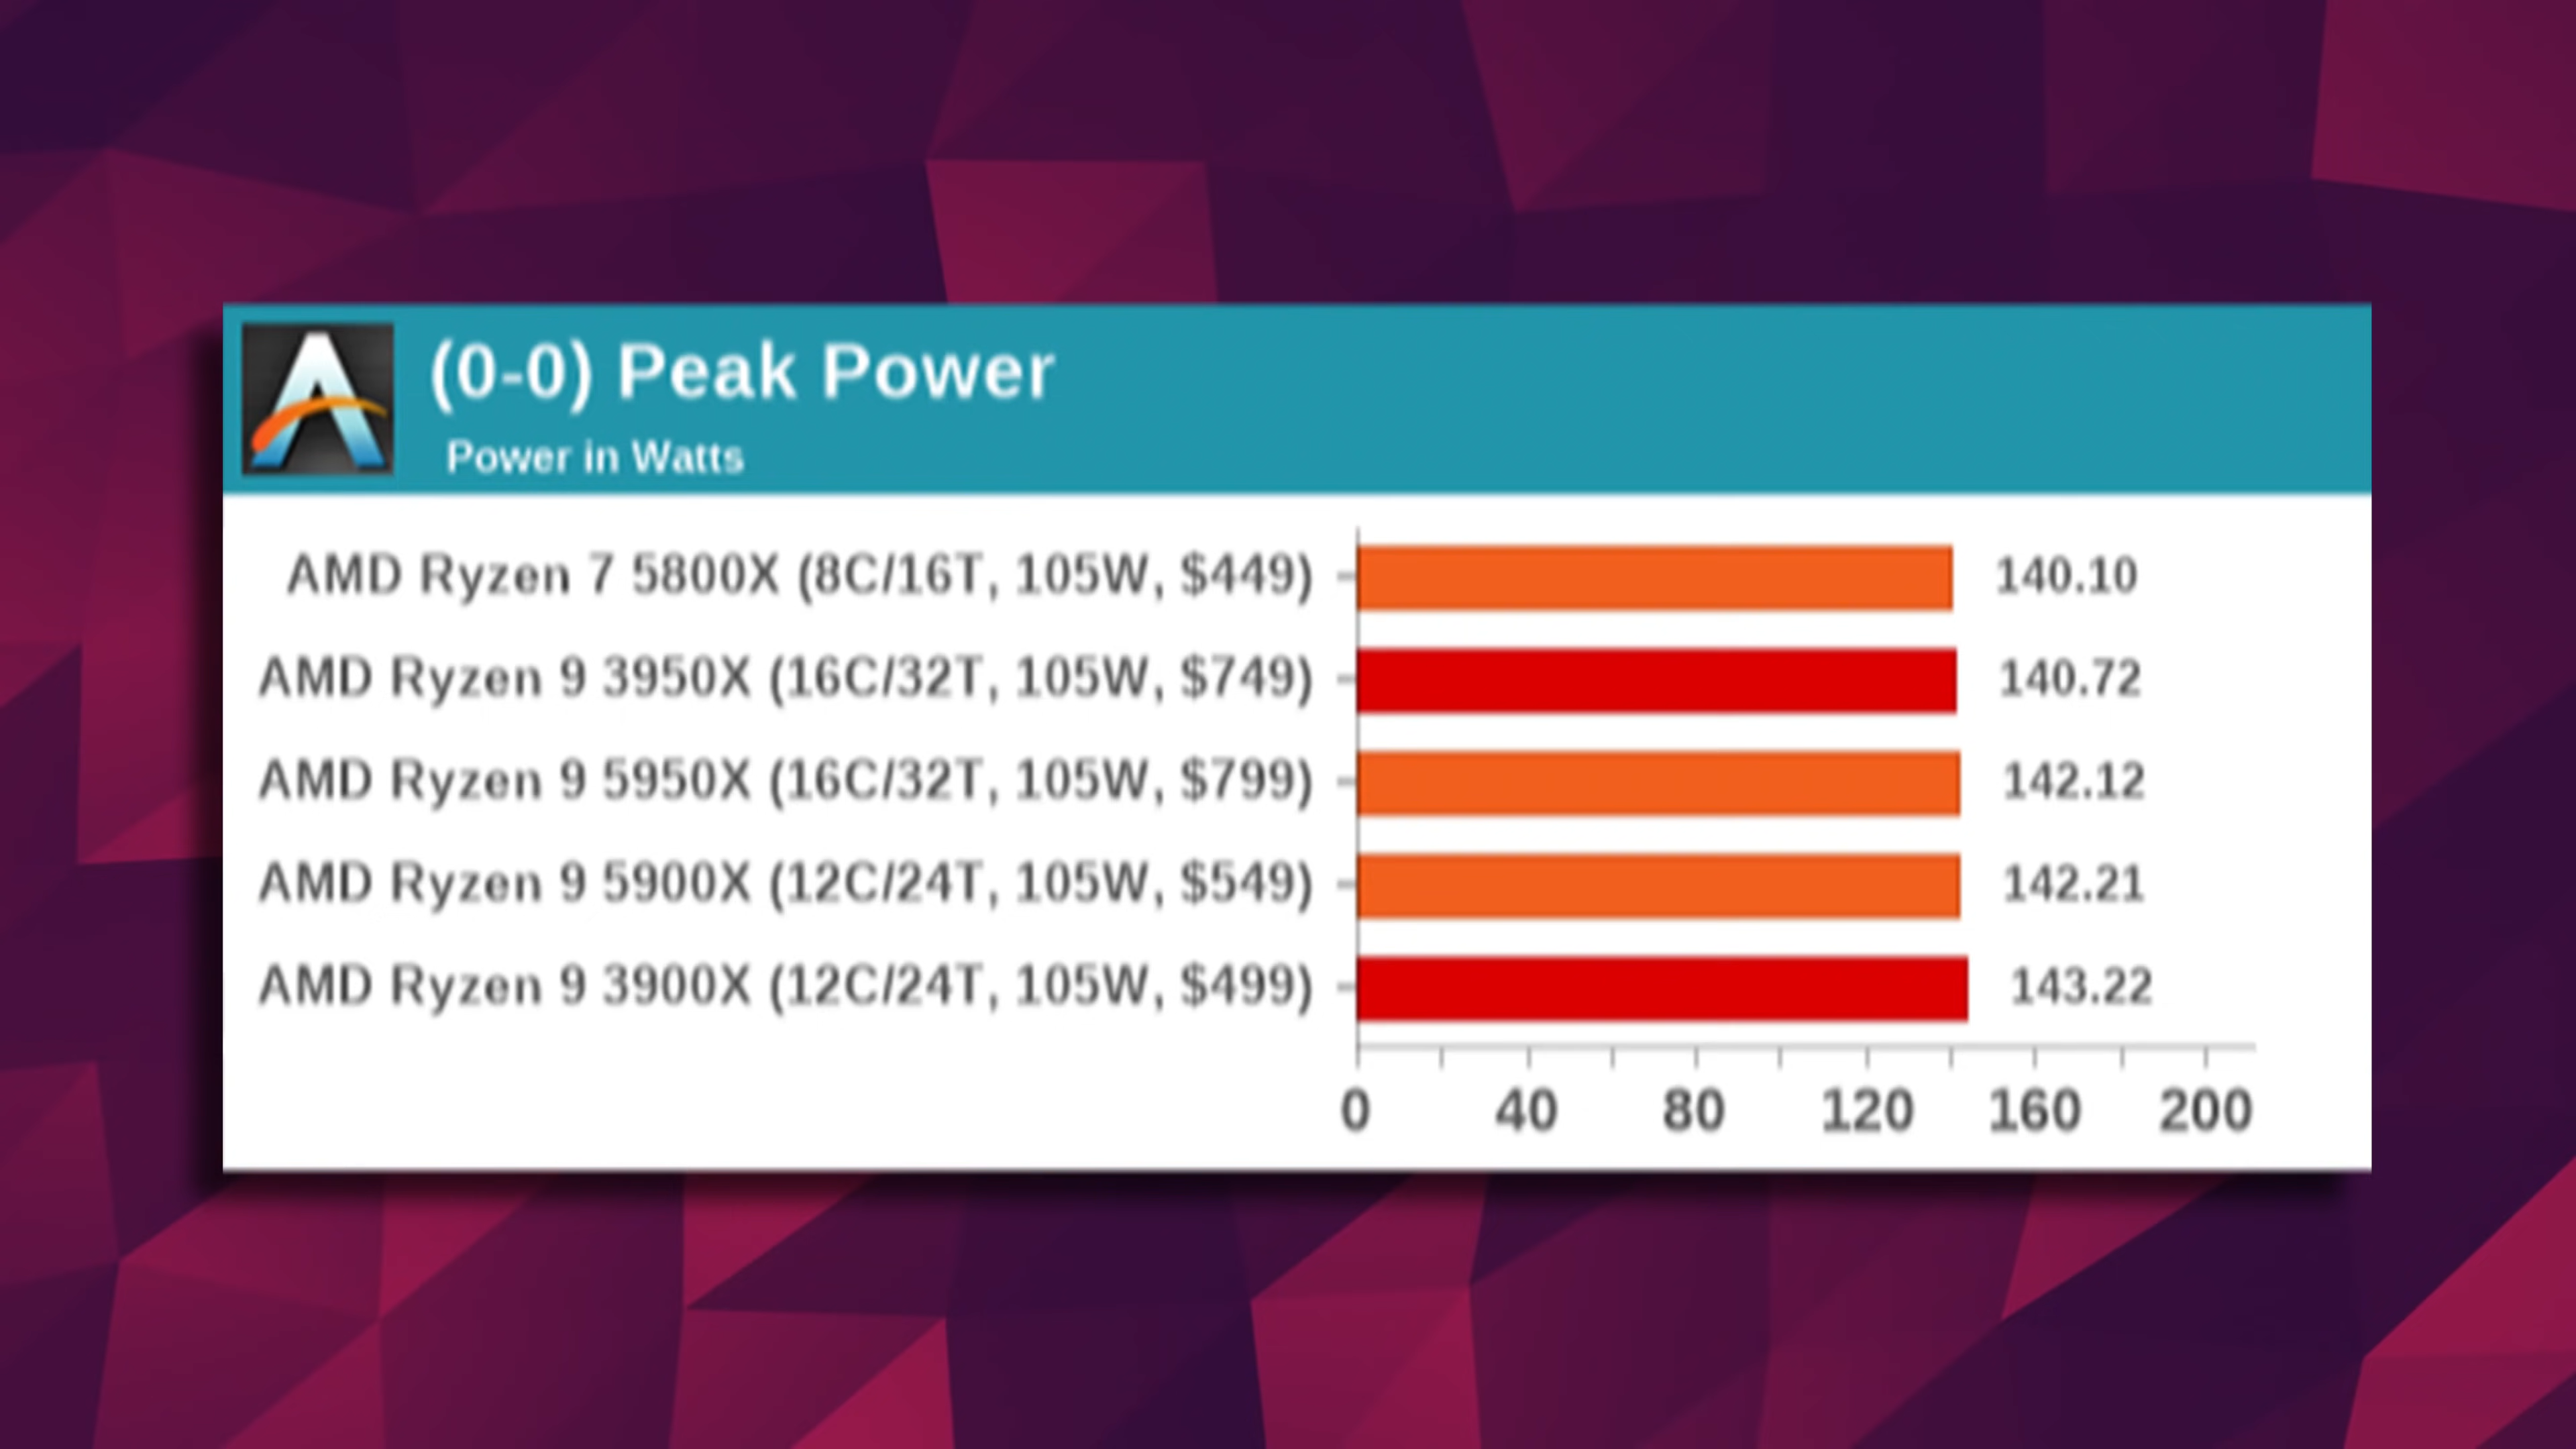 (0-0) Peak Power
Power in Watts
AMD Ryzen 7 5800X (8C/16T, 105W, $449) 140.10
AMD Ryzen 9 3950X (16C/32T, 105W, $749) 140.72
AMD Ryzen 9 5950X (16C/32T, 105W, $799) 142.12
AMD Ryzen 9 5900X (12C/24T, 105W, $549) 142.21
AMD Ryzen 9 3900X (12C/24T, 105W, $499) 143.22
0 40 80 120 160 200